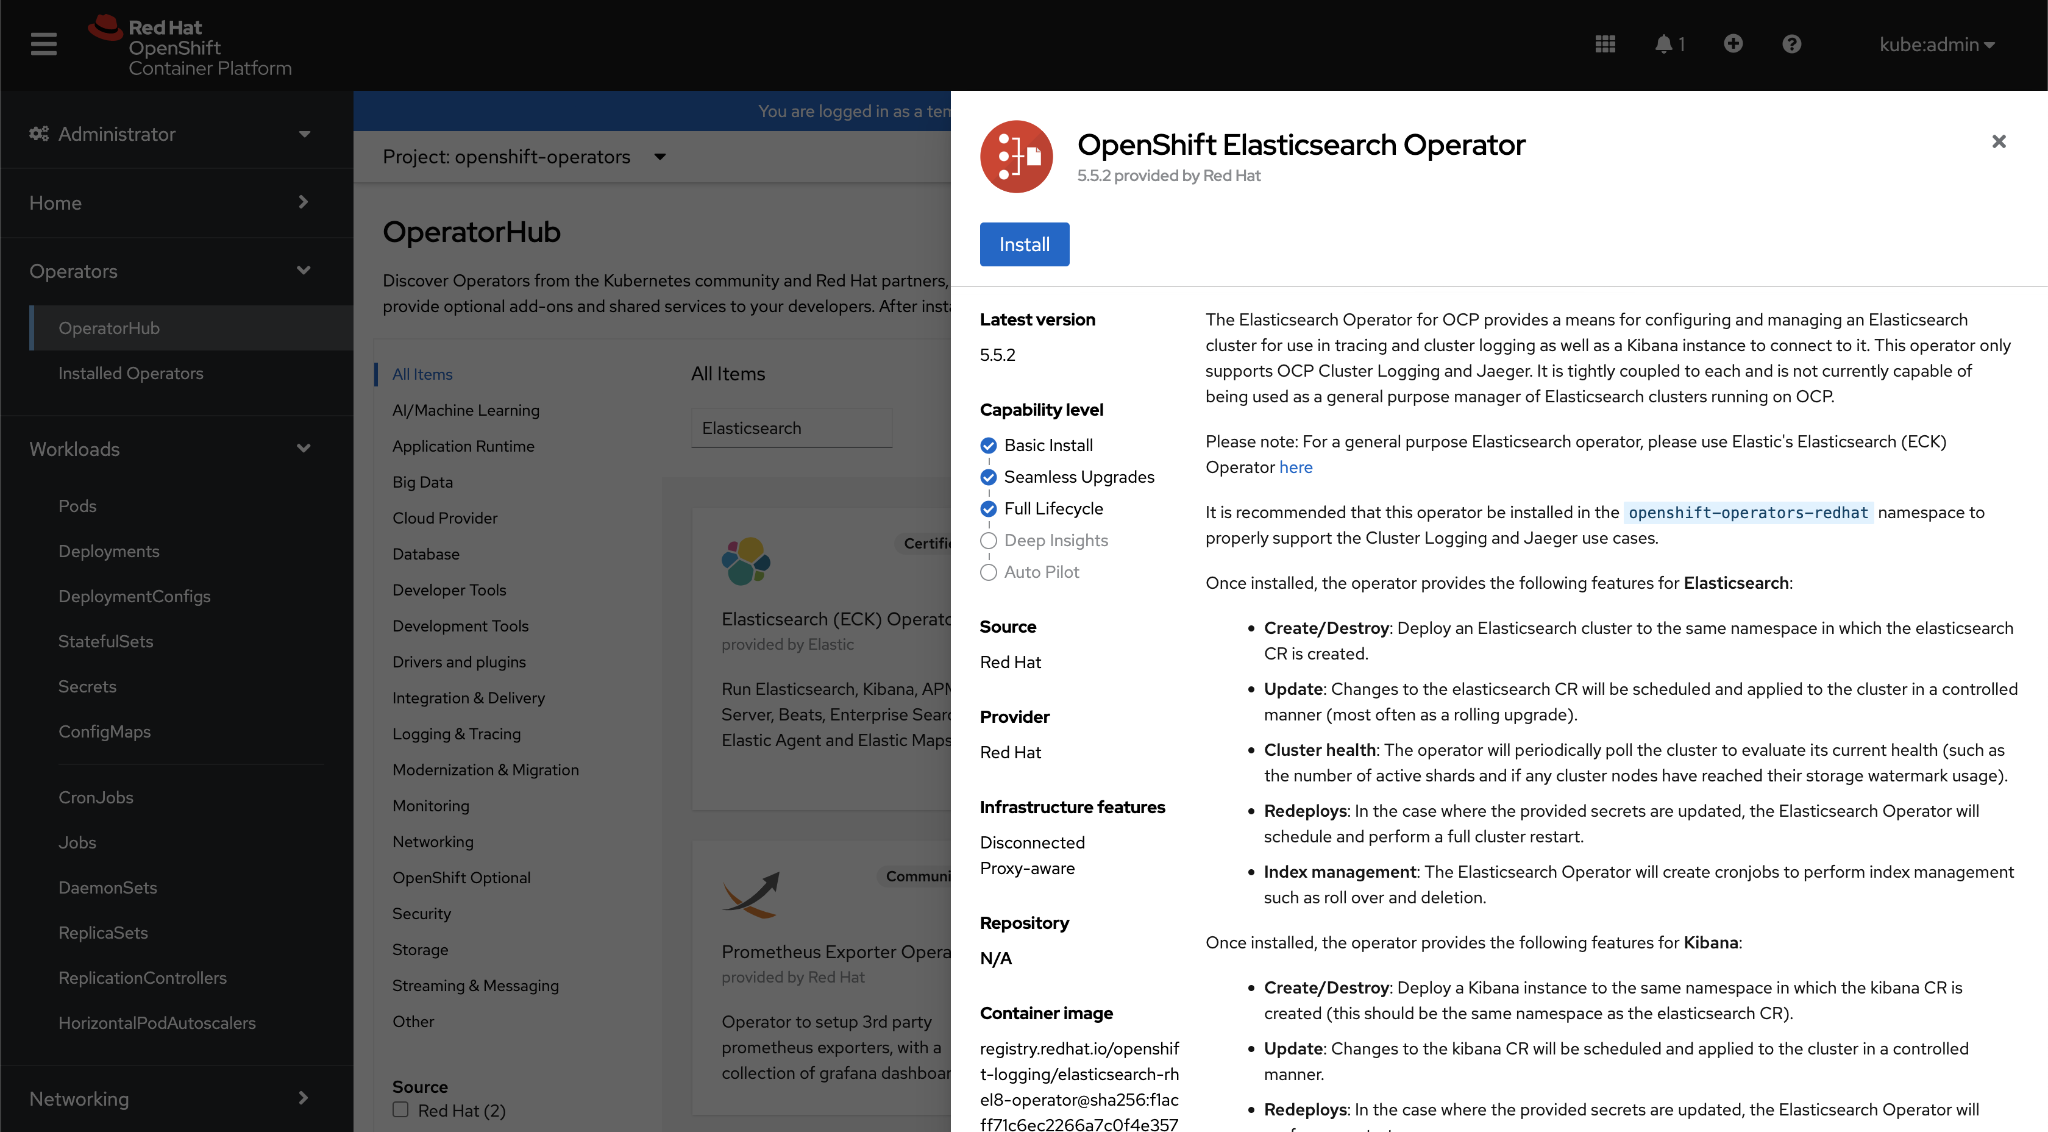 Red Hat
OpenShift
Container Platform
1
kube:admin
Administrator
Home
Operators
OperatorHub
Installed Operators
Workloads
Pods
Deployments
DeploymentConfigs
StatefulSets
Secrets
ConfigMaps
CronJobs
Jobs
DaemonSets
ReplicaSets
ReplicationControllers
HorizontalPodAutoscalers
Networking
You are logged in as a
Project: openshift-operators
OperatorHub
Discover Operators from the Kubernetes community and Red Hat partners,
provide optional add-ons and shared services to your developers. After
All Items
AI/Machine Learning
Application Runtime
Big Data
Cloud Provider
Database
Developer Tools
Development Tools
Drivers and plugins
Integration & Delivery
Logging & Tracing
Modernization & Migration
Monitoring
Networking
OpenShift Optional
Security
Storage
Streaming & Messaging
Other
Source
Red Hat (2)
All Items
Elasticsearch
Elasticsearch (ECK)
provided by Elastic
Run Elasticsearch, Kibana, APM
Server, Beats, Enterprise
Elastic Agent and Elastic Maps
Prometheus Exporter
provided by Red Hat
Operator to setup 3rd party
prometheus exporters, with a
collection of grafana
OpenShift Elasticsearch Operator
5.5.2 provided by Red Hat
Install
Latest version
5.5.2
Capability level
Basic Install
Seamless Upgrades
Full Lifecycle
Deep Insights
Auto Pilot
Source
Red Hat
Provider
Red Hat
Infrastructure features
Disconnected
Proxy-aware
Repository
N/A
Container image
registry.redhat.io/openshif
t-logging/elasticsearch-rh
el8-operator@sha256:f1ac
ff71c6ec2266a7c0f4e357
The Elasticsearch Operator for OCP provides a means for configuring and managing an Elasticsearch
cluster for use in tracing and cluster logging as well as a Kibana instance to connect to it. This operator only
supports OCP Cluster Logging and Jaeger. It is tightly coupled to each and is not currently capable of
being used as a general purpose manager of Elasticsearch clusters running on OCP.
Please note: For a general purpose Elasticsearch operator, please use Elastic's Elasticsearch (ECK)
Operator here
It is recommended that this operator be installed in the openshift-operators-redhat namespace to
properly support the Cluster Logging and Jaeger use cases.
Once installed, the operator provides the following features for Elasticsearch:
• Create/Destroy: Deploy an Elasticsearch cluster to the same namespace in which the elasticsearch
CR is created.
• Update: Changes to the elasticsearch CR will be scheduled and applied to the cluster in a controlled
manner (most often as a rolling upgrade).
• Cluster health: The operator will periodically poll the cluster to evaluate its current health (such as
the number of active shards and if any cluster nodes have reached their storage watermark usage).
• Redeploys: In the case where the provided secrets are updated, the Elasticsearch Operator will
schedule and perform a full cluster restart.
• Index management: The Elasticsearch Operator will create cronjobs to perform index management
such as roll over and deletion.
Once installed, the operator provides the following features for Kibana:
• Create/Destroy: Deploy a Kibana instance to the same namespace in which the kibana CR is
created (this should be the same namespace as the elasticsearch CR).
• Update: Changes to the kibana CR will be scheduled and applied to the cluster in a controlled
manner.
• Redeploys: In the case where the provided secrets are updated, the Elasticsearch Operator will